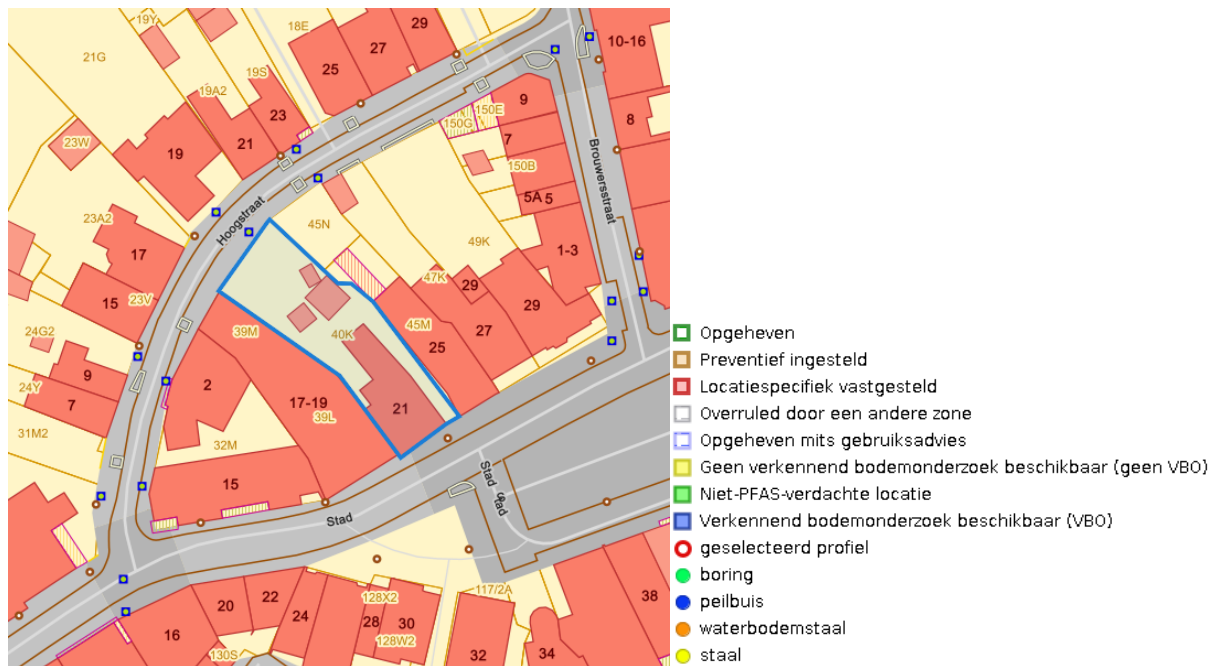 19Y
18E
29
27
25
10-16
21G
19S
19A2
23
21
19
23W
150E
150G
9
7
8
150B
5A 5
Brouwersstraat
Hoogstraat
45N
49K
23A2
17
23V
15
1-3
47K
29
29
27
45M
25
40K
39M
24G2
9
7
24Y
31M2
2
17-19
39L
21
32M
15
Stad
Stad
Stad
117/2A
128X2
128W2
20
22
24
28
30
16
130S
32
34
38
Opgeheven
Preventief ingesteld
Locatiespecifiek vastgesteld
Overruled door een andere zone
Opgeheven mits gebruiksadvies
Geen verkennend bodemonderzoek beschikbaar (geen VBO)
Niet-PFAS-verdachte locatie
Verkennend bodemonderzoek beschikbaar (VBO)
geselecteerd profiel
boring
peilbuis
waterbodemstaal
staal